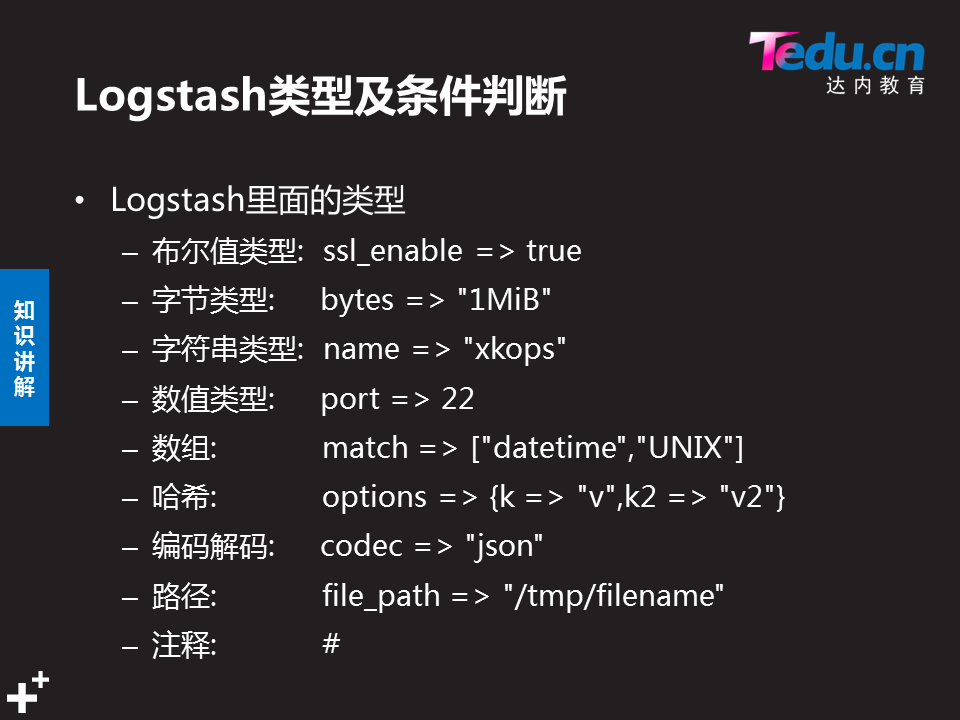 Tedu.cn
达内教育
Logstash类型及条件判断
• Logstash里面的类型
– 布尔值类型: ssl_enable => true
– 字节类型: bytes => "1MiB"
– 字符串类型: name => "xkops"
– 数值类型: port => 22
– 数组: match => ["datetime","UNIX"]
– 哈希: options => {k => "v",k2 => "v2"}
– 编码解码: codec => "json"
– 路径: file_path => "/tmp/filename"
– 注释: #
知
识
讲
解